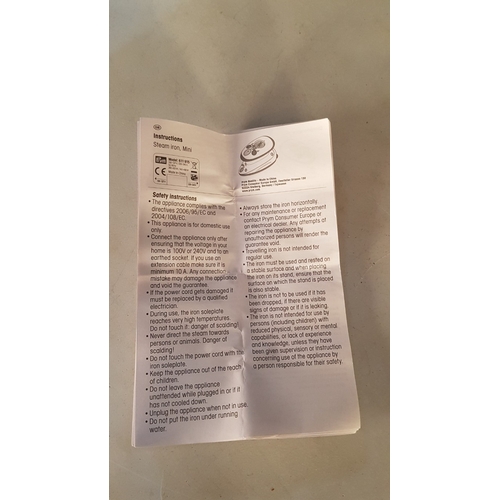 GB
Instructions
Steam iron, Mini
Safety instructions
• The appliance complies with the
directives 2006/95/EC and
2004/108/EC.
• This appliance is for domestic use
only.
• Connect the appliance only after
ensuring that the voltage in your
home is 100V or 240V and to an
earthed socket. If you use an
extension cable make sure it is
minimum 10 A. Any connection
mistake may damage the appliance
and void the guarantee.
• If the power cord gets damaged it
must be replaced by a qualified
electrician.
• During use, the iron soleplate
reaches very high temperatures.
Do not touch it: danger of scalding!
• Never direct the steam towards
persons or animals. Danger of
scalding!
• Do not touch the power cord with the
iron soleplate.
• Keep the appliance out of the reach
of children.
• Do not leave the appliance
unattended while plugged in or if it
has not cooled down.
• Unplug the appliance when not in use.
• Do not put the iron under running
water.
• Always store the iron horizontally.
• For any maintenance or replacement
contact Prym Consumer Europe or
an electrical dealer. Any attempts of
repairing the appliance by
unauthorized persons will render the
guarantee void.
• Travelling iron is not intended for
regular use.
• The iron must be used and rested on
a stable surface and when placing
the iron on its stand, ensure that the
surface on which the stand is placed
is also stable.
• The iron is not to be used if it has
been dropped, if there are visible
signs of damage or if it is leaking.
• The iron is not intended for use by
persons (including children) with
reduced physical, sensory or mental
capabilities, or lack of experience
and knowledge, unless they have
been given supervision or instruction
concerning use of the appliance by
a person responsible for their safety.